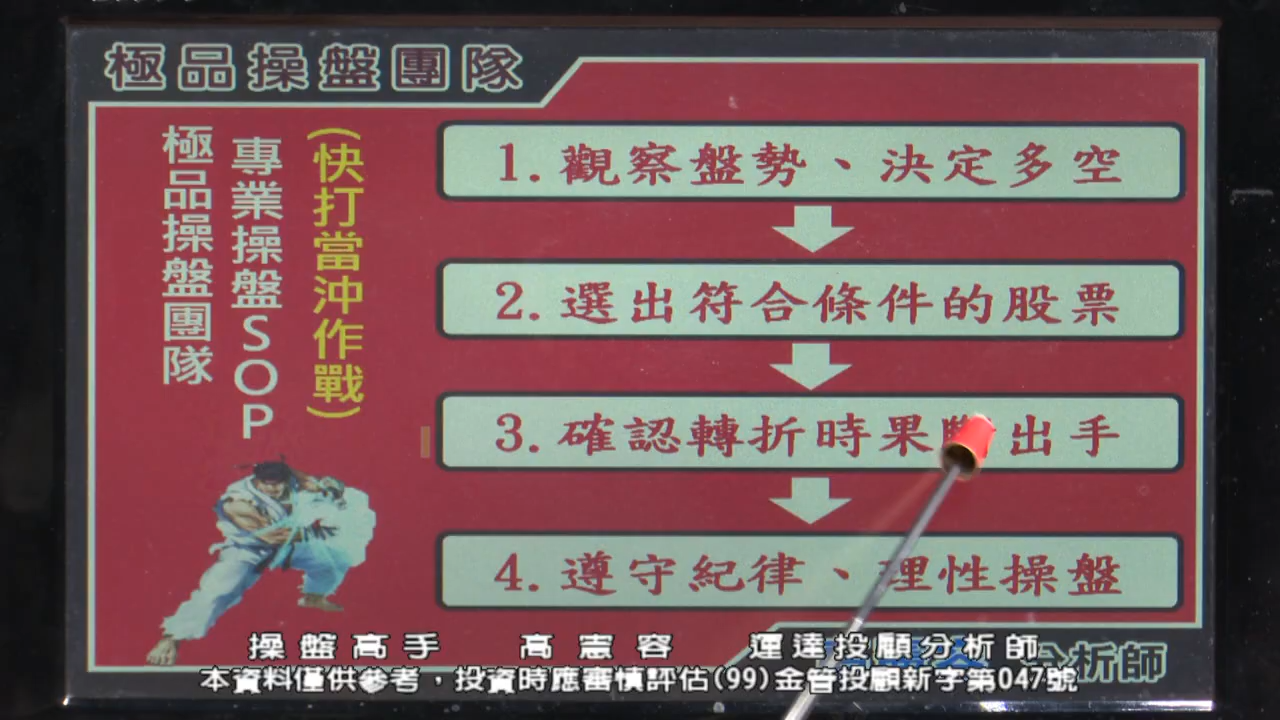 極品操盤團隊
極品操盤團隊
專業操盤SOP
(快打當沖作戰)
1.觀察盤勢、決定多空
2.選出符合條件的股票
3.確認轉折時果 出手
4.遵守紀律、理性操盤
分析師
操盤高手 高憲容 運達投顧分析師
本資料僅供參考,投資時應審慎評估(99)金管投顧新字第047號